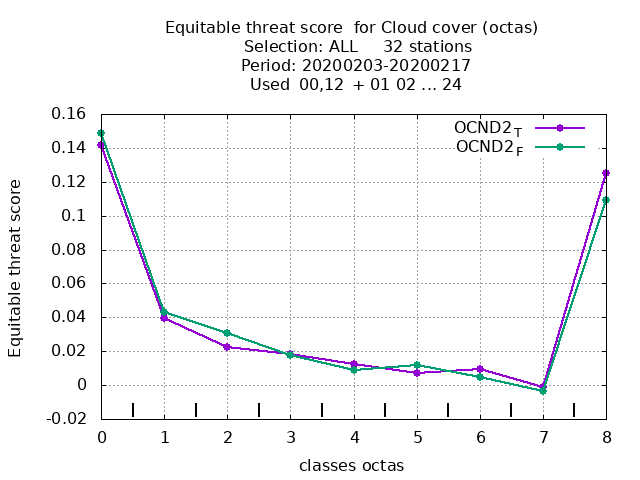 Equitable threat score  for Cloud cover (octas)
Selection: ALL     32 stations
Period: 20200203-20200217
Used  00,12  + 01 02 ... 24
OCND2_T
OCND2_F
Equitable threat score
0.16
0.14
0.12
0.1
0.08
0.06
0.04
0.02
0
-0.02
0 1 2 3 4 5 6 7 8
classes octas